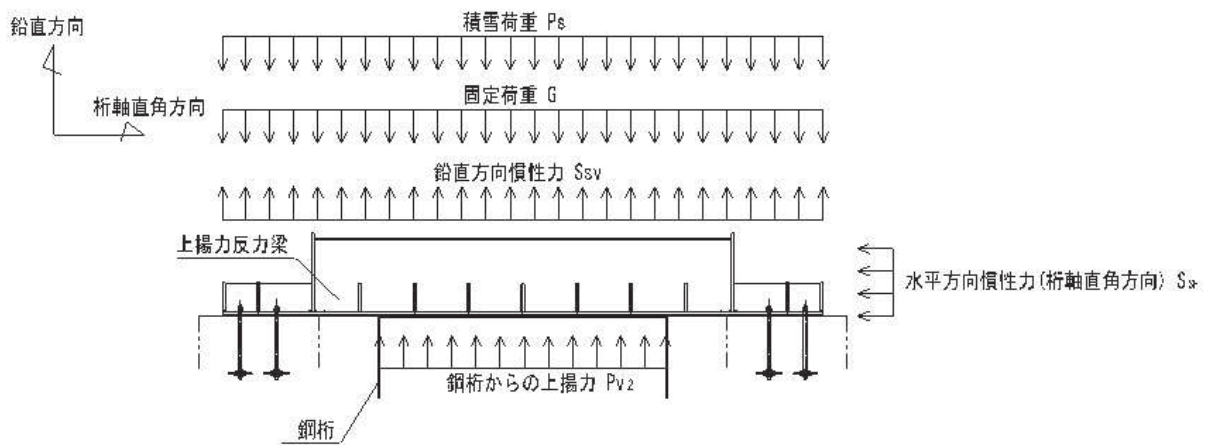 鉛直方向
桁軸直角方向
積雪荷重 Ps
固定荷重 G
鉛直方向慣性力 Ssv
上揚力反力梁
水平方向慣性力(桁軸直角方向)
鋼桁からの上揚力 Pv2
鋼桁